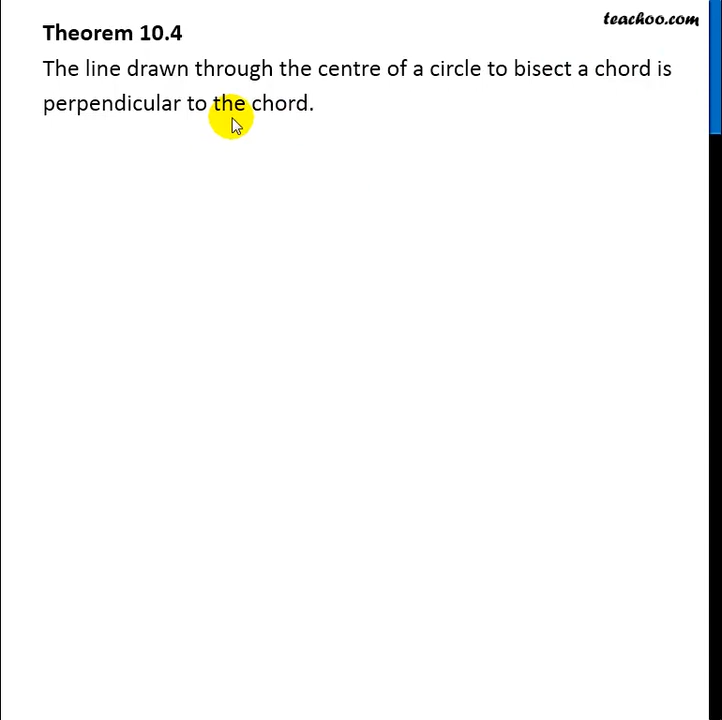 teachoo.com
Theorem 10.4
The line drawn through the centre of a circle to bisect a chord is
perpendicular to the chord.